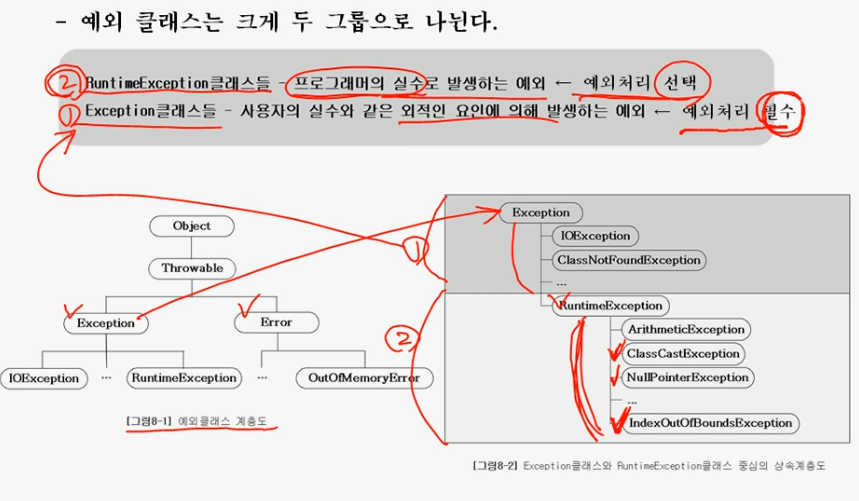 - 예외 클래스는 크게 두 그룹으로 나뉜다.
② RuntimeException클래스들 - 프로그래머의 실수로 발생하는 예외 ← 예외처리 선택
① Exception클래스들 - 사용자의 실수와 같은 외적인 요인에 의해 발생하는 예외 ← 예외처리 필수
Object
Throwable
Exception
Error
IOException
...
RuntimeException
...
OutOfMemoryError
[그림8-1] 예외클래스 계층도
①
②
Exception
IOException
ClassNotFoundException
...
RuntimeException
ArithmeticException
ClassCastException
NullPointerException
...
IndexOutOfBoundsException
[그림8-2] Exception클래스와 RuntimeException클래스 중심의 상속계층도